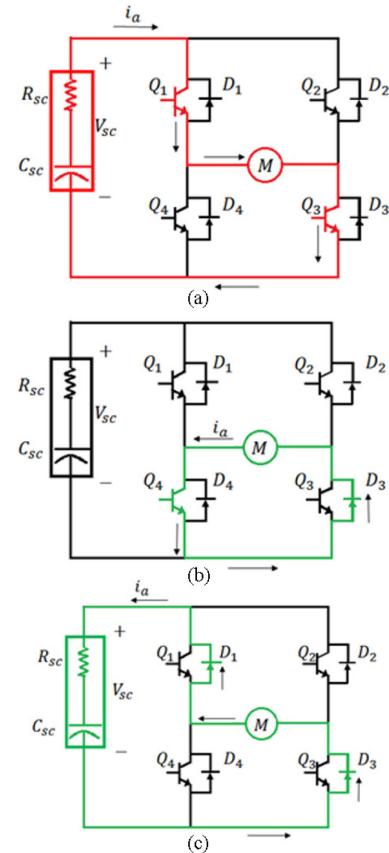 i_a
+
Q_1 D_1 Q_2 D_2
R_sc
V_sc
C_sc
M
−
Q_4 D_4 Q_3 D_3
(a)
+
Q_1 D_1 Q_2 D_2
R_sc
V_sc
i_a
M
C_sc
−
Q_4 D_4 Q_3 D_3
(b)
i_a
+
Q_1 D_1 Q_2 D_2
R_sc
V_sc
M
C_sc
−
Q_4 D_4 Q_3 D_3
(c)